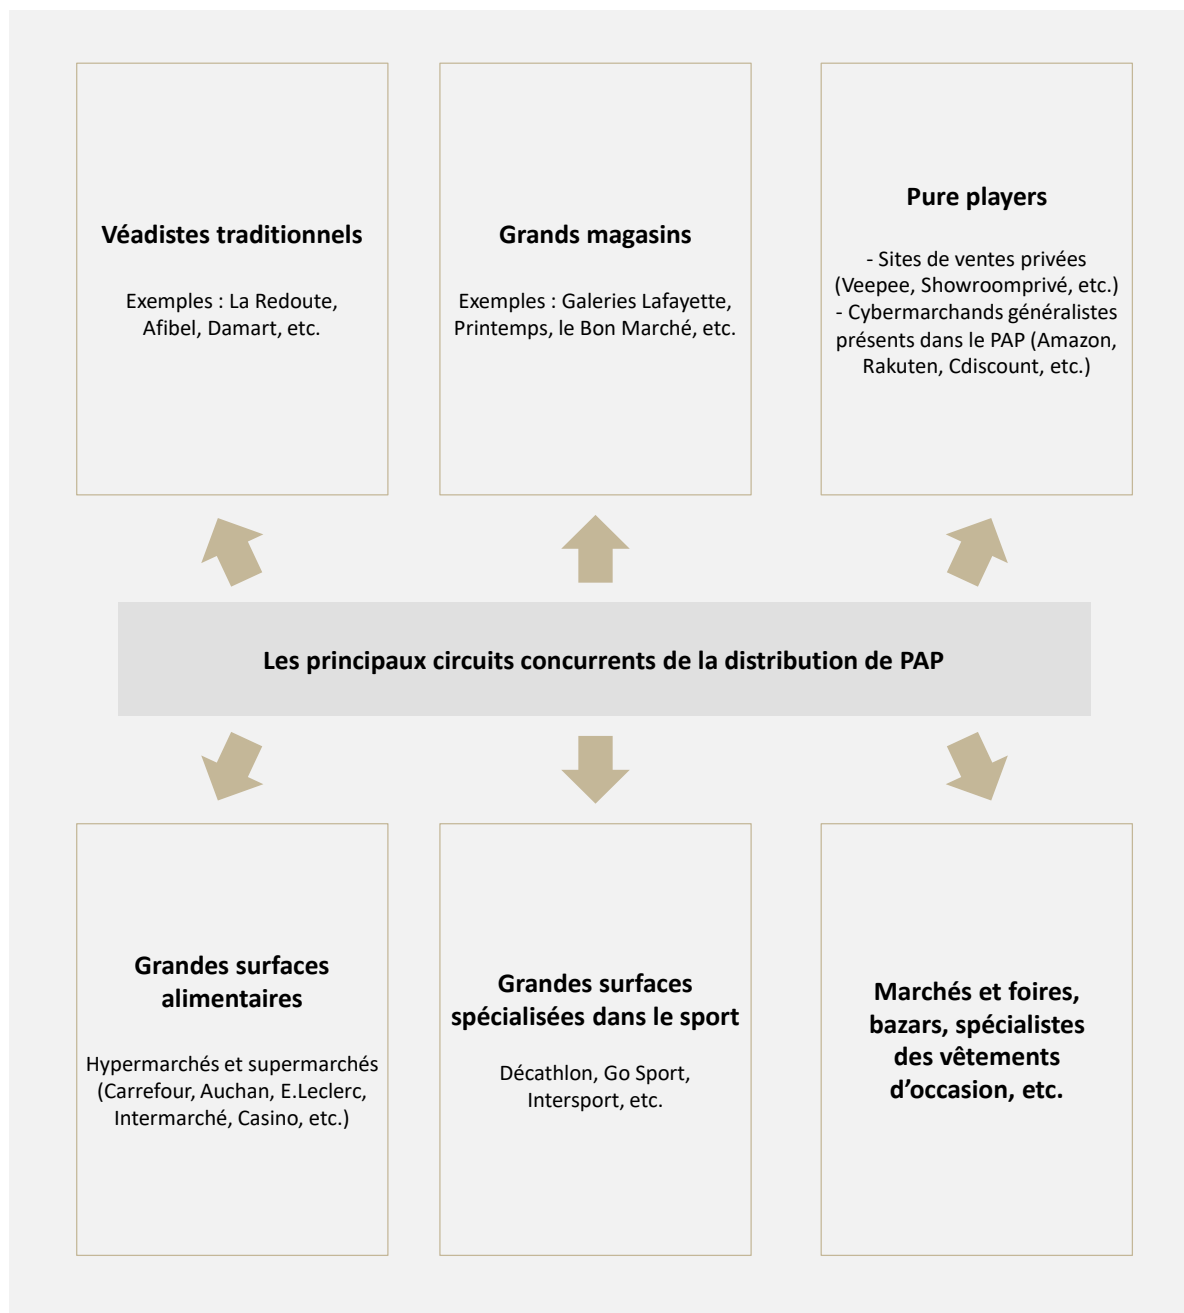 Véadistes traditionnels
Exemples : La Redoute,
Afibel, Damart, etc.
Grands magasins
Exemples : Galeries Lafayette,
Printemps, le Bon Marché, etc.
Pure players
- Sites de ventes privées
(Veepee, Showroomprivé, etc.)
- Cybermarchands généralistes
présents dans le PAP (Amazon,
Rakuten, Cdiscount, etc.)
Les principaux circuits concurrents de la distribution de PAP
Grandes surfaces
alimentaires
Hypermarchés et supermarchés
(Carrefour, Auchan, E.Leclerc,
Intermarché, Casino, etc.)
Grandes surfaces
spécialisées dans le sport
Décathlon, Go Sport,
Intersport, etc.
Marchés et foires,
bazars, spécialistes
des vêtements
d’occasion, etc.